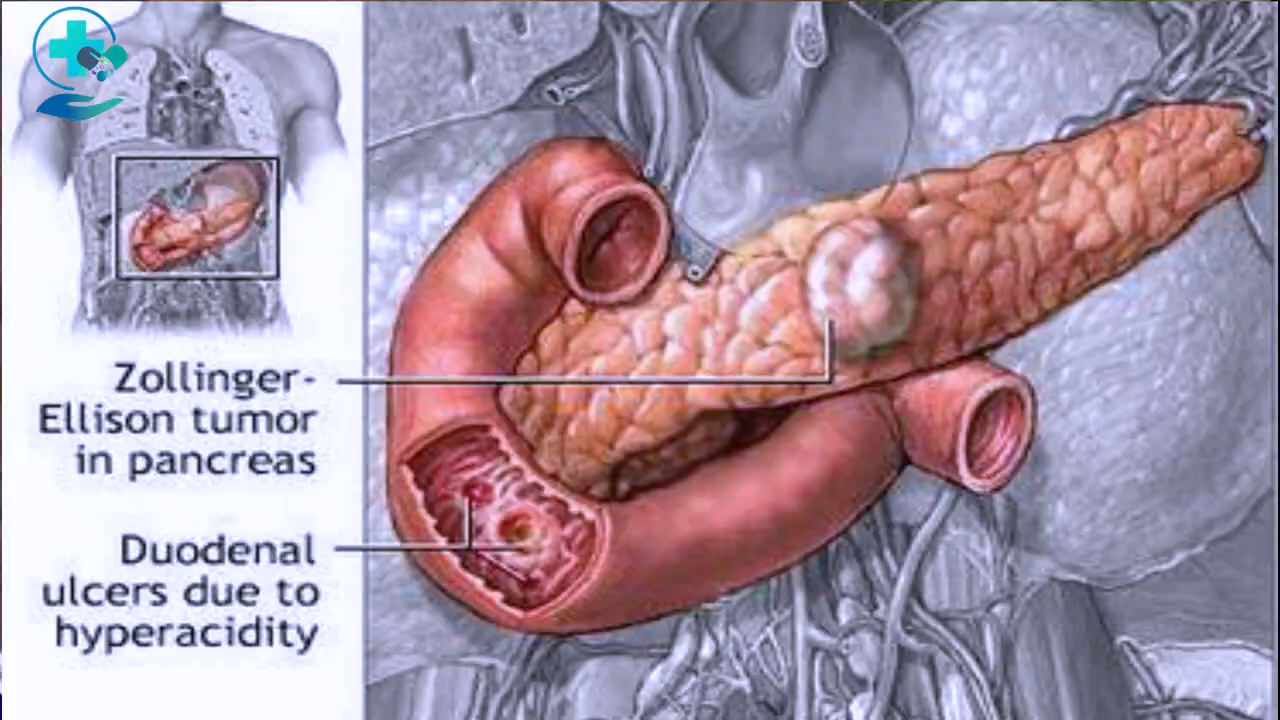 Zollinger-
Ellison tumor
in pancreas
Duodenal
ulcers due to
hyperacidity